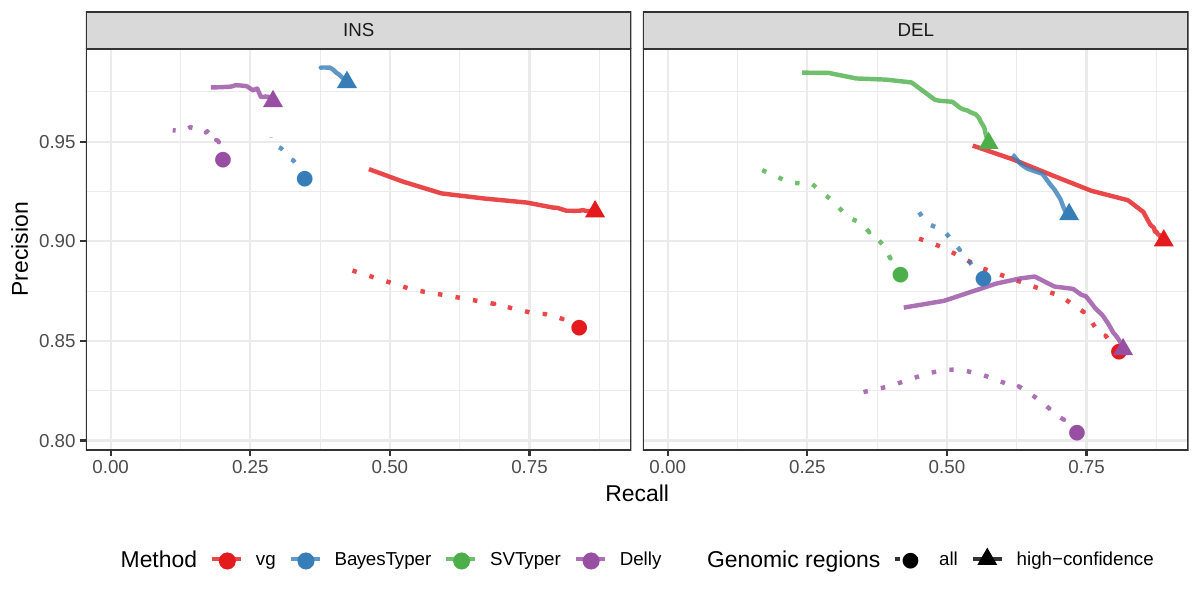 INS
DEL
Precision
0.95
0.90
0.85
0.80
0.00
0.25
0.50
0.75
0.00
0.25
0.50
0.75
Recall
Method vg BayesTyper SVTyper Delly Genomic regions all high−confidence